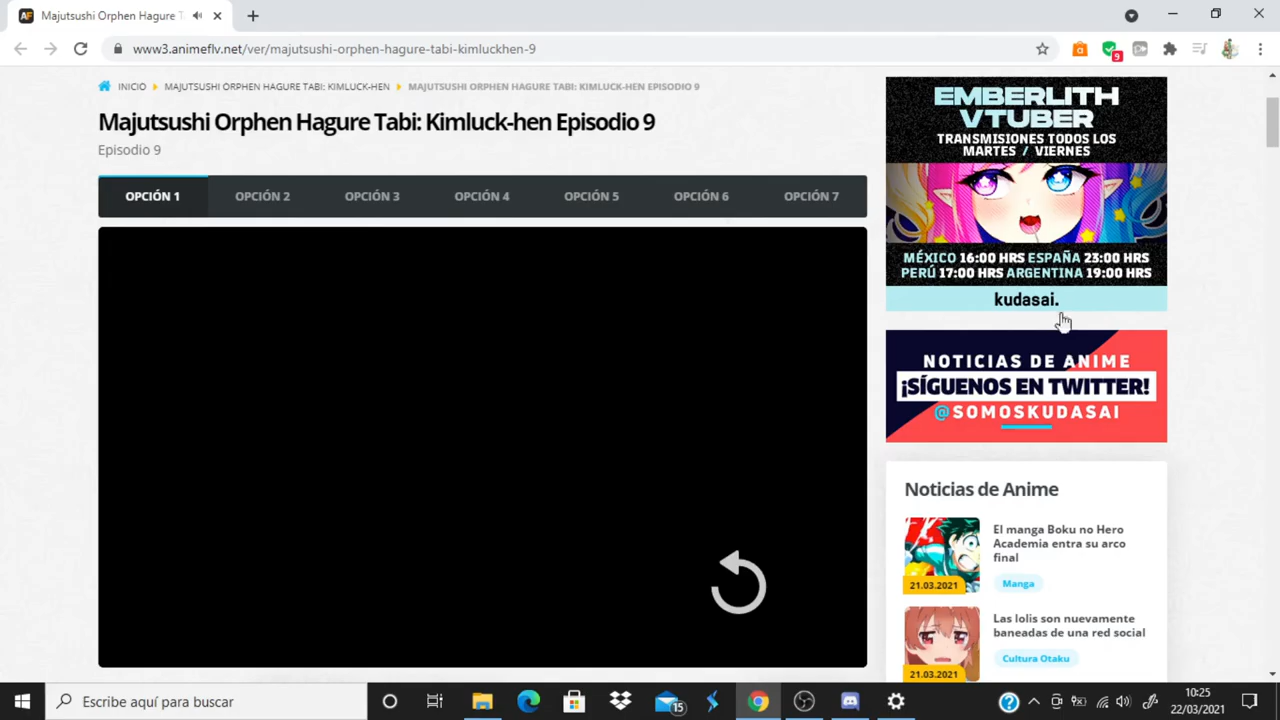 Majutsushi Orphen Hagure T
www3.animeflv.net/ver/majutsushi-orphen-hagure-tabi-kimluckhen-9
9
INICIO
MAJUTSUSHI ORPHEN HAGURE TABI: KIMLUCK-HEN
MAJUTSUSHI ORPHEN HAGURE TABI: KIMLUCK-HEN EPISODIO 9
Majutsushi Orphen Hagure Tabi: Kimluck-hen Episodio 9
Episodio 9
OPCIÓN 1
OPCIÓN 2
OPCIÓN 3
OPCIÓN 4
OPCIÓN 5
OPCIÓN 6
OPCIÓN 7
EMBERLITH
VTUBER
TRANSMISIONES TODOS LOS
MARTES / VIERNES
MÉXICO 16:00 HRS ESPAÑA 23:00 HRS
PERÚ 17:00 HRS ARGENTINA 19:00 HRS
kudasai.
NOTICIAS DE ANIME
¡SÍGUENOS EN TWITTER!
@SOMOSKUDASAI
Noticias de Anime
El manga Boku no Hero
Academia entra su arco
final
21.03.2021
Manga
Las lolis son nuevamente
baneadas de una red social
Cultura Otaku
21.03.2021
Escribe aquí para buscar
15
10:25
22/03/2021